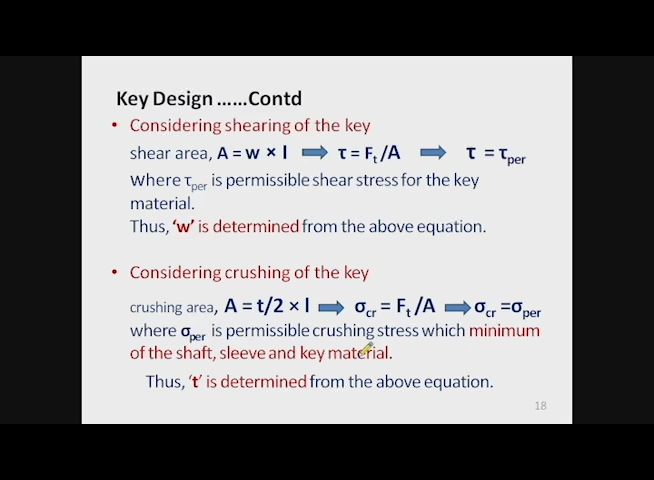 Key Design ......Contd
• Considering shearing of the key
shear area, A = w × l ➡ τ = Fₜ/A ➡ τ = τₚₑᵣ
Where τₚₑᵣ is permissible shear stress for the key
material.
Thus, ‘w’ is determined from the above equation.
• Considering crushing of the key
crushing area, A = t/2 × l ➡ σcr = Fₜ /A ➡ σcr =σper
where σper is permissible crushing stress which minimum
of the shaft, sleeve and key material.
Thus, ‘t’ is determined from the above equation.
18